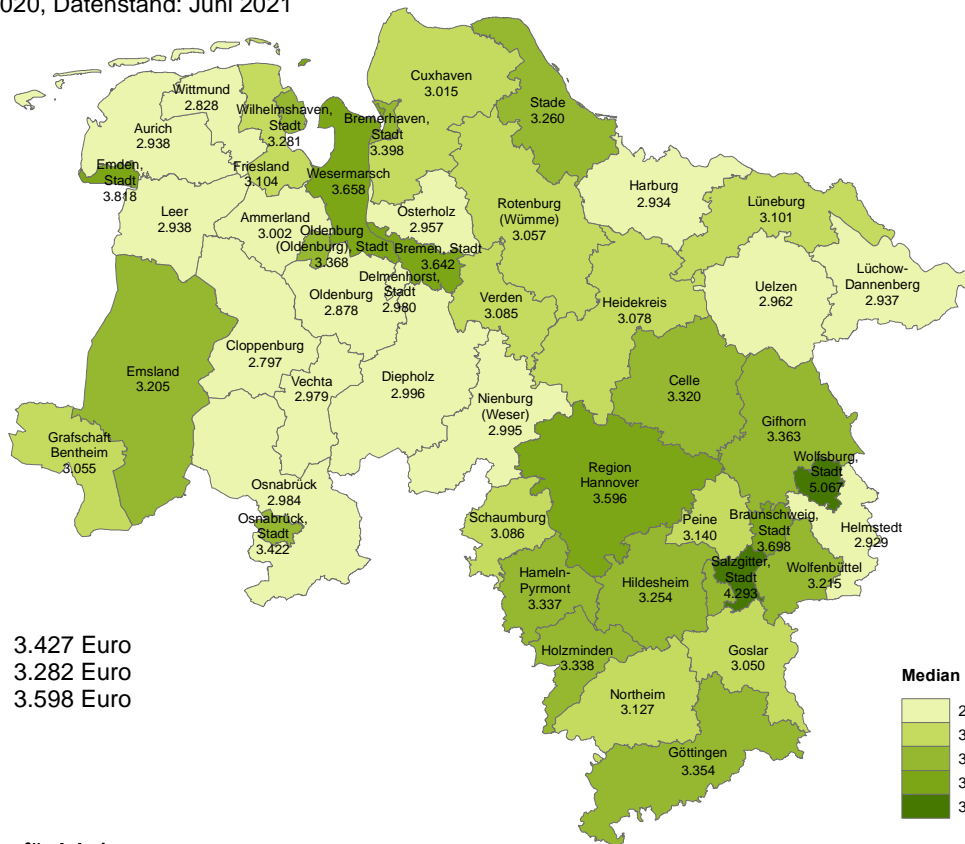 020, Datenstand: Juni 2021
Cuxhaven
3.015
Wittmund
2.828
Stade
3.260
Wilhelmshaven,
Stadt
3.281
Bremerhaven,
Stadt
3.398
Aurich
2.938
Emden,
Stadt
3.818
Friesland
3.104
Wesermarsch
3.658
Harburg
2.934
Lüneburg
3.101
Leer
2.938
Ammerland
3.002
Osterholz
2.957
Rotenburg
(Wümme)
3.057
Oldenburg
(Oldenburg), Stadt
3.368
Bremen, Stadt
3.642
Delmenhorst,
Stadt
2.980
Oldenburg
2.878
Verden
3.085
Heidekreis
3.078
Uelzen
2.962
Lüchow-
Dannenberg
2.937
Cloppenburg
2.797
Emsland
3.205
Vechta
2.979
Diepholz
2.996
Nienburg
(Weser)
2.995
Celle
3.320
Gifhorn
3.363
Grafschaft
Bentheim
3.055
Wolfsburg,
Stadt
5.067
Region
Hannover
3.596
Osnabrück
2.984
Osnabrück,
Stadt
3.422
Schaumburg
3.086
Peine
3.140
Braunschweig,
Stadt
3.698
Helmstedt
2.929
Salzgitter,
Stadt
4.293
Wolfenbüttel
3.215
Hameln-
Pyrmont
3.337
Hildesheim
3.254
3.427 Euro
3.282 Euro
3.598 Euro
Holzminden
3.338
Goslar
3.050
Northeim
3.127
Median
2
3
3
3
3
Göttingen
3.354